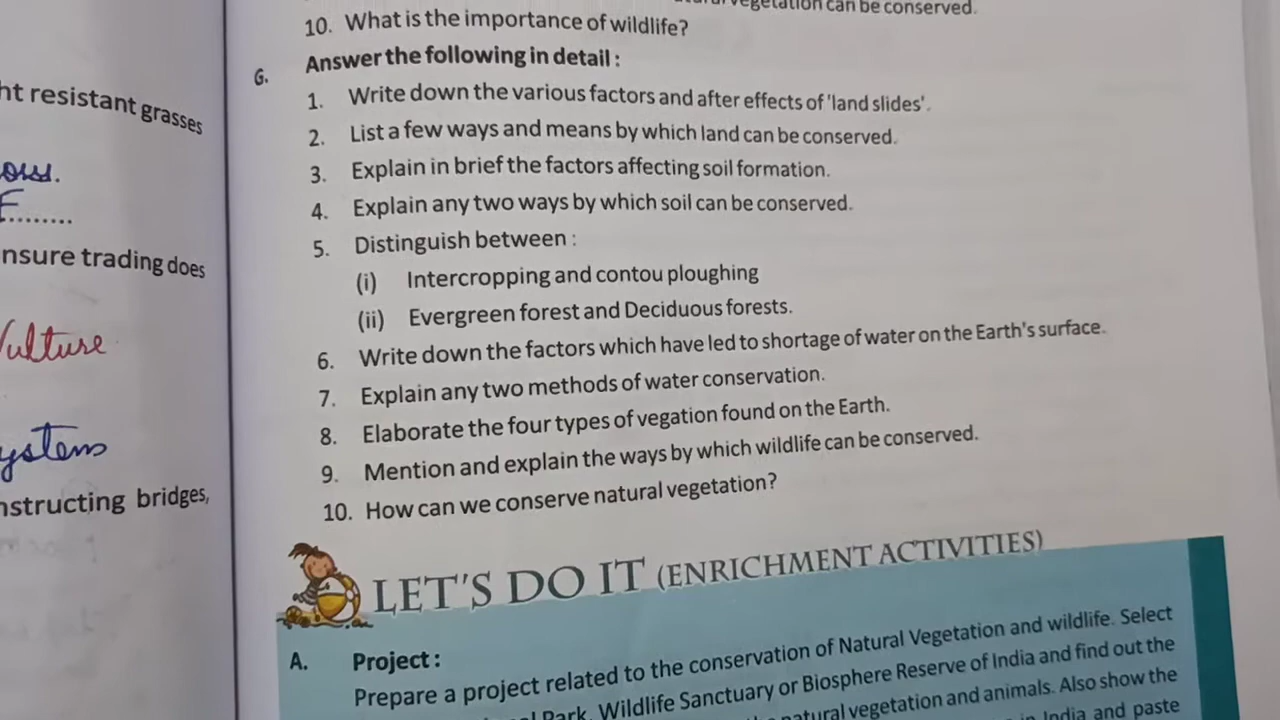 vegetation can be conserved.
10. What is the importance of wildlife?
G. Answer the following in detail :
1. Write down the various factors and after effects of 'land slides'.
2. List a few ways and means by which land can be conserved.
3. Explain in brief the factors affecting soil formation.
4. Explain any two ways by which soil can be conserved.
5. Distinguish between :
(i) Intercropping and contou ploughing
(ii) Evergreen forest and Deciduous forests.
6. Write down the factors which have led to shortage of water on the Earth's surface.
7. Explain any two methods of water conservation.
8. Elaborate the four types of vegation found on the Earth.
9. Mention and explain the ways by which wildlife can be conserved.
10. How can we conserve natural vegetation?
LET'S DO IT (ENRICHMENT ACTIVITIES)
A. Project :
Prepare a project related to the conservation of Natural Vegetation and wildlife. Select
Park, Wildlife Sanctuary or Biosphere Reserve of India and find out the
natural vegetation and animals. Also show the
in India and paste
resistant grasses
F........
trading does
bridges,